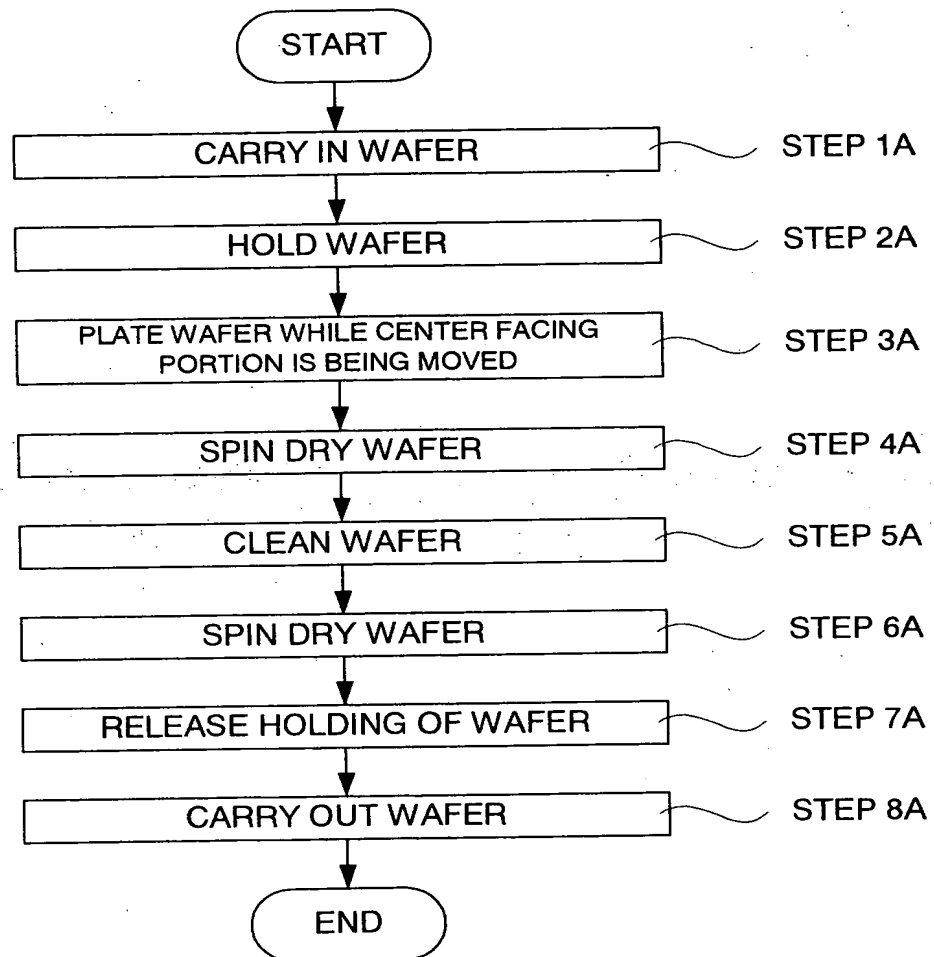 START
CARRY IN WAFER
STEP 1A
HOLD WAFER
STEP 2A
PLATE WAFER WHILE CENTER FACING
PORTION IS BEING MOVED
STEP 3A
SPIN DRY WAFER
STEP 4A
CLEAN WAFER
STEP 5A
SPIN DRY WAFER
STEP 6A
RELEASE HOLDING OF WAFER
STEP 7A
CARRY OUT WAFER
STEP 8A
END